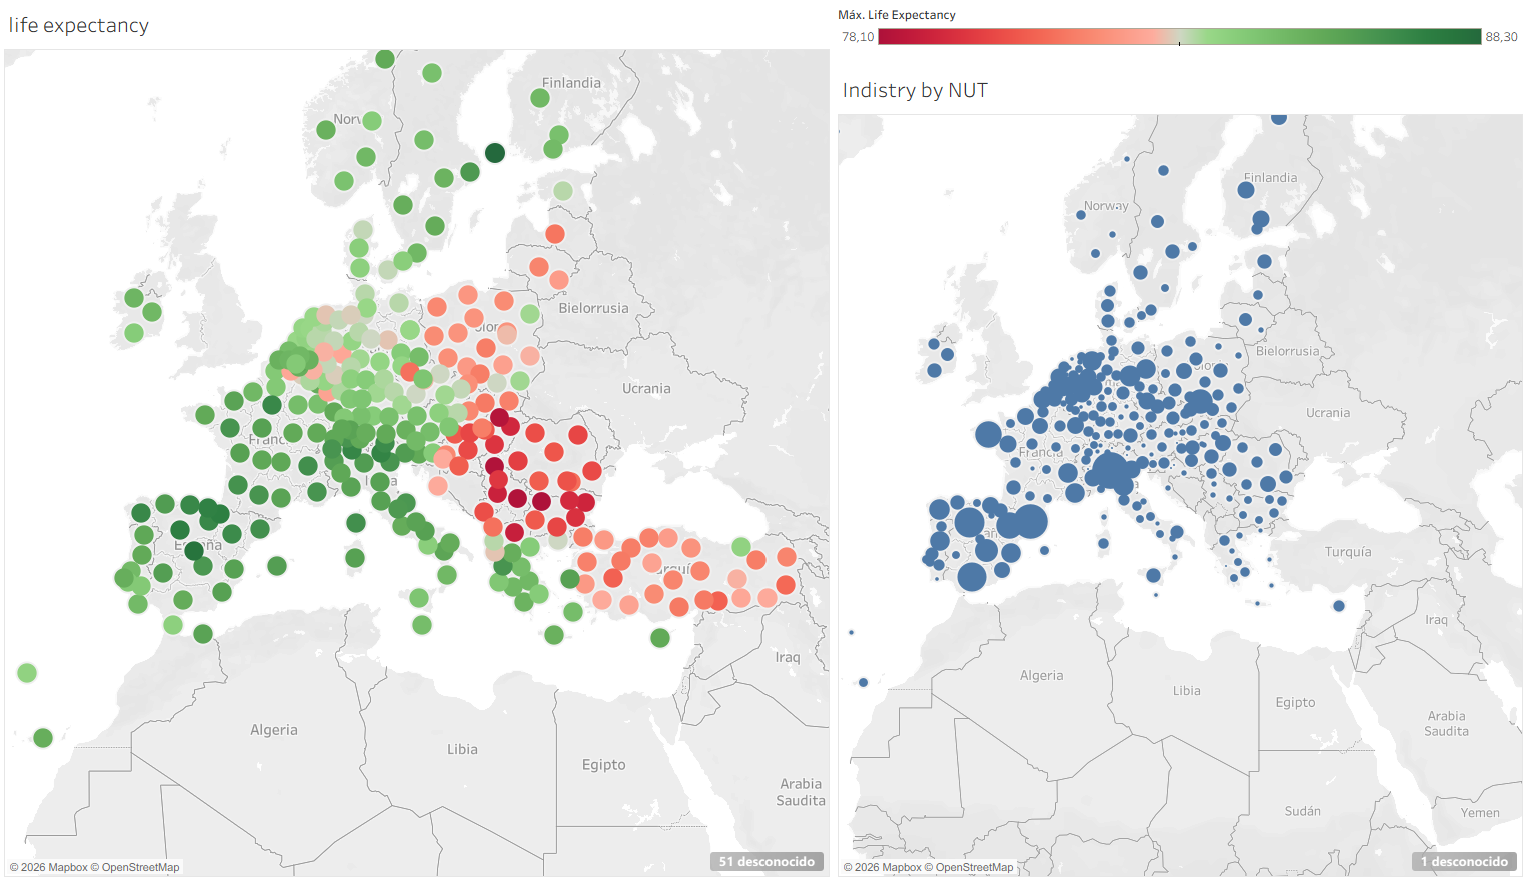 life expectancy
Máx. Life Expectancy
78,10
88,30
Indistry by NUT
Finlandia
Bielorrusia
Ucrania
Algeria
Libia
Egipto
Iraq
Arabia
Saudita
© 2026 Mapbox © OpenStreetMap
51 desconocido
Finlandia
Norway
Bielorrusia
Ucrania
Francia
Turquía
Iraq
Algeria
Libia
Egipto
Arabia
Saudita
Sudán
Yemen
© 2026 Mapbox © OpenStreetMap
1 desconocido